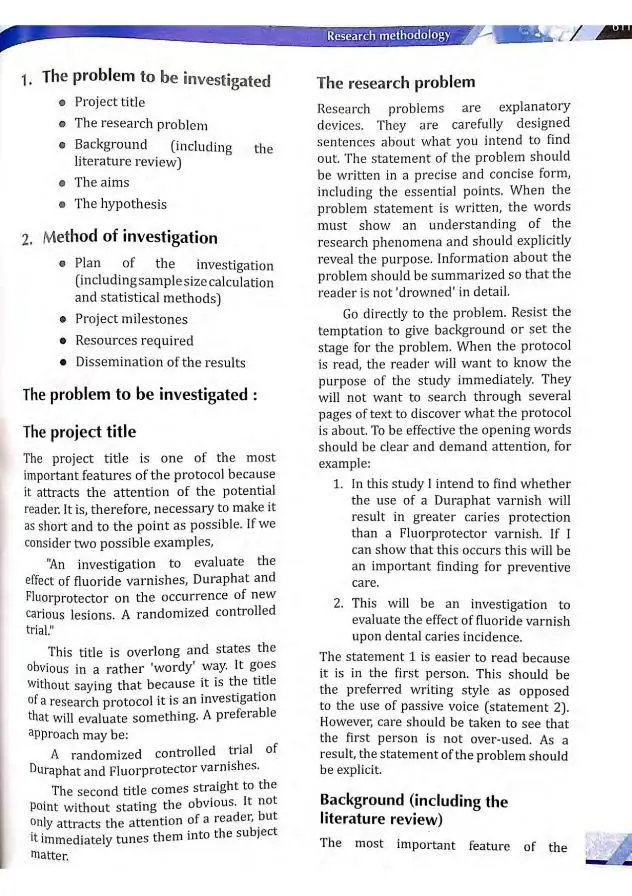 Research methodology
1. The problem to be investigated
● Project title
● The research problem
● Background (including the
literature review)
● The aims
● The hypothesis
2. Method of investigation
● Plan of the investigation
(including sample size calculation
and statistical methods)
● Project milestones
● Resources required
● Dissemination of the results
The problem to be investigated :
The project title
The project title is one of the most
important features of the protocol because
it attracts the attention of the potential
reader. It is, therefore, necessary to make it
as short and to the point as possible. If we
consider two possible examples,
"An investigation to evaluate the
effect of fluoride varnishes, Duraphat and
Fluorprotector on the occurrence of new
carious lesions. A randomized controlled
trial."
This title is overlong and states the
obvious in a rather 'wordy' way. It goes
without saying that because it is the title
of a research protocol it is an investigation
that will evaluate something. A preferable
approach may be:
A randomized controlled trial of
Duraphat and Fluorprotector varnishes.
The second title comes straight to the
point without stating the obvious. It not
only attracts the attention of a reader, but
it immediately tunes them into the subject
matter.
The research problem
Research problems are explanatory
devices. They are carefully designed
sentences about what you intend to find
out. The statement of the problem should
be written in a precise and concise form,
including the essential points. When the
problem statement is written, the words
must show an understanding of the
research phenomena and should explicitly
reveal the purpose. Information about the
problem should be summarized so that the
reader is not 'drowned' in detail.
Go directly to the problem. Resist the
temptation to give background or set the
stage for the problem. When the protocol
is read, the reader will want to know the
purpose of the study immediately. They
will not want to search through several
pages of text to discover what the protocol
is about. To be effective the opening words
should be clear and demand attention, for
example:
1. In this study I intend to find whether
the use of a Duraphat varnish will
result in greater caries protection
than a Fluorprotector varnish. If I
can show that this occurs this will be
an important finding for preventive
care.
2. This will be an investigation to
evaluate the effect of fluoride varnish
upon dental caries incidence.
The statement 1 is easier to read because
it is in the first person. This should be
the preferred writing style as opposed
to the use of passive voice (statement 2).
However, care should be taken to see that
the first person is not over-used. As a
result, the statement of the problem should
be explicit.
Background (including the
literature review)
The most important feature of the